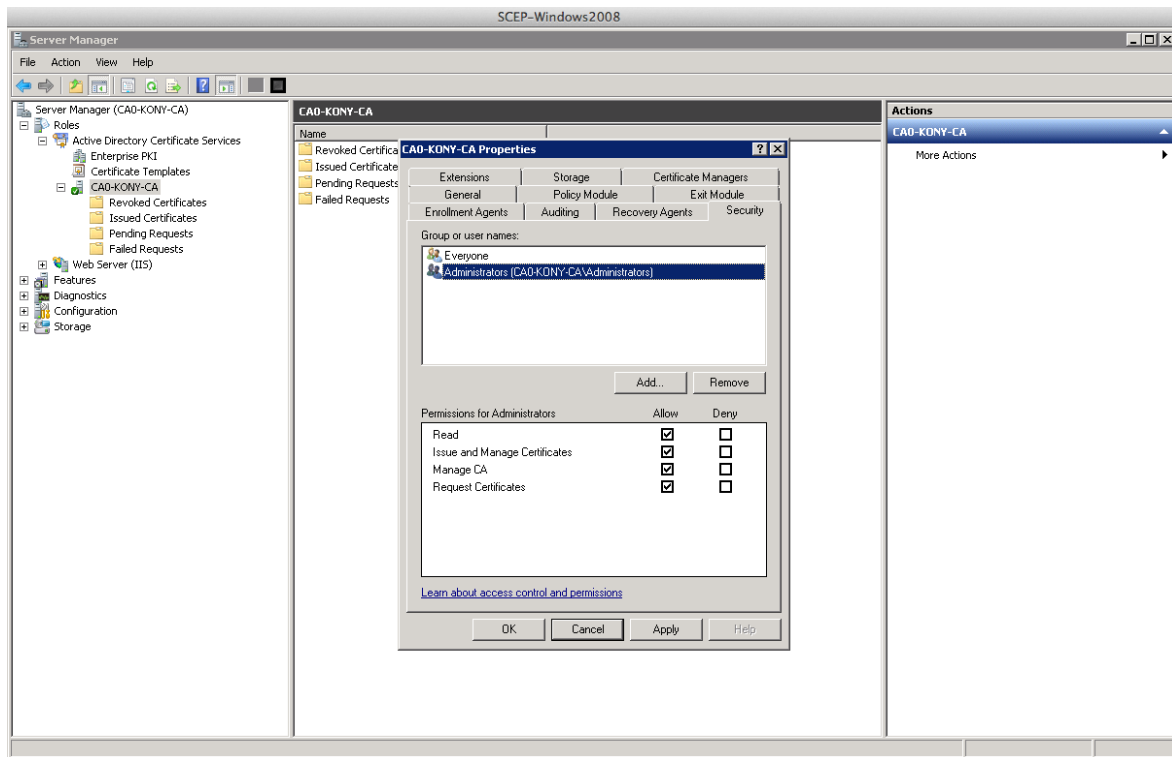 SCEP-Windows2008
Server Manager
File Action View Help
Server Manager (CA0-KONY-CA)
Roles
Active Directory Certificate Services
Enterprise PKI
Certificate Templates
CA0-KONY-CA
Revoked Certificates
Issued Certificates
Pending Requests
Failed Requests
Web Server (IIS)
Features
Diagnostics
Configuration
Storage
CA0-KONY-CA
Name
Revoked Certifica
Issued Certificate
Pending Requests
Failed Requests
CA0-KONY-CA Properties
Extensions Storage Certificate Managers
General Policy Module Exit Module
Enrollment Agents Auditing Recovery Agents Security
Group or user names:
Everyone
Administrators (CA0-KONY-CA\Administrators)
Add... Remove
Permissions for Administrators Allow Deny
Read
Issue and Manage Certificates
Manage CA
Request Certificates
Learn about access control and permissions
OK Cancel Apply Help
Actions
CA0-KONY-CA
More Actions